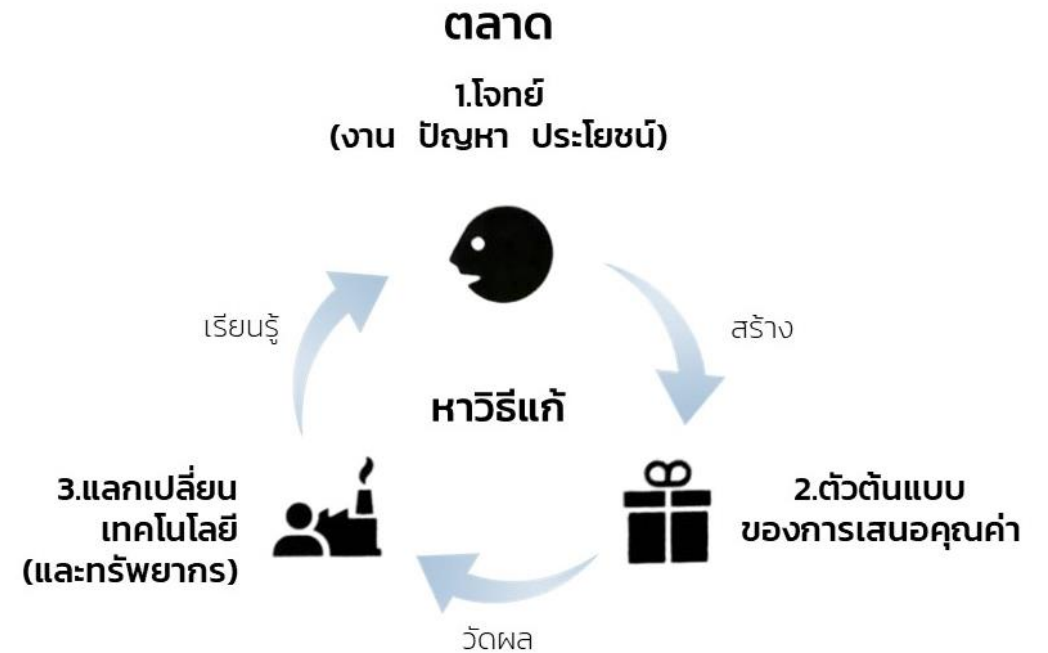 ตลาด
1.โจทย์
(งาน ปัญหา ประโยชน์)
เรียนรู้
สร้าง
หาวิธีแก้
3.แลกเปลี่ยน
เทคโนโลยี
(และทรัพยากร)
2.ตัวต้นแบบ
ของการเสนอคุณค่า
วัดผล